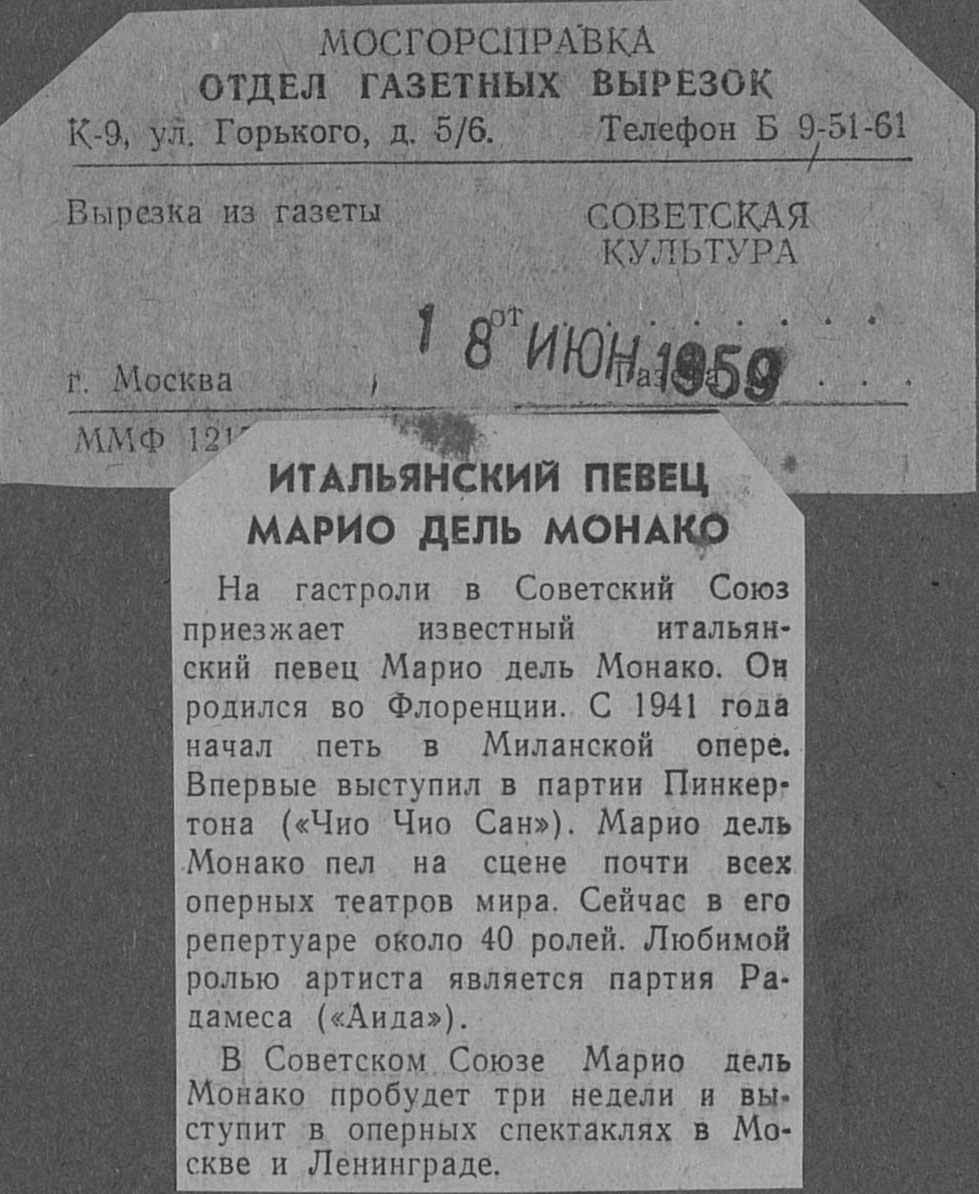 МОСГОРСПРАВКА
ОТДЕЛ ГАЗЕТНЫХ ВЫРЕЗОК
К-9, ул. Горького, д. 5/6. Телефон Б 9-51-61
Вырезка из газеты СОВЕТСКАЯ
КУЛЬТУРА
от . . . . . . . . .
18 ИЮН 1959
г. Москва Газета . . . .
ММФ 121
ИТАЛЬЯНСКИЙ ПЕВЕЦ
МАРИО ДЕЛЬ МОНАКО
На гастроли в Советский Союз
приезжает известный итальян-
ский певец Марио дель Монако. Он
родился во Флоренции. С 1941 года
начал петь в Миланской опере.
Впервые выступил в партии Пинкер-
тона («Чио Чио Сан»). Марио дель
Монако пел на сцене почти всех
оперных театров мира. Сейчас в его
репертуаре около 40 ролей. Любимой
ролью артиста является партия Ра-
дамеса («Аида»).
В Советском Союзе Марио дель
Монако пробудет три недели и вы-
ступит в оперных спектаклях в Мо-
скве и Ленинграде.